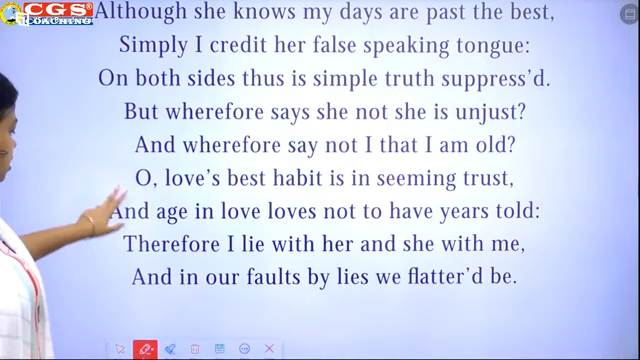 CGS
COACHING
Although she knows my days are past the best,
Simply I credit her false speaking tongue:
On both sides thus is simple truth suppress’d.
But wherefore says she not she is unjust?
And wherefore say not I that I am old?
O, love’s best habit is in seeming trust,
And age in love loves not to have years told:
Therefore I lie with her and she with me,
And in our faults by lies we flatter’d be.